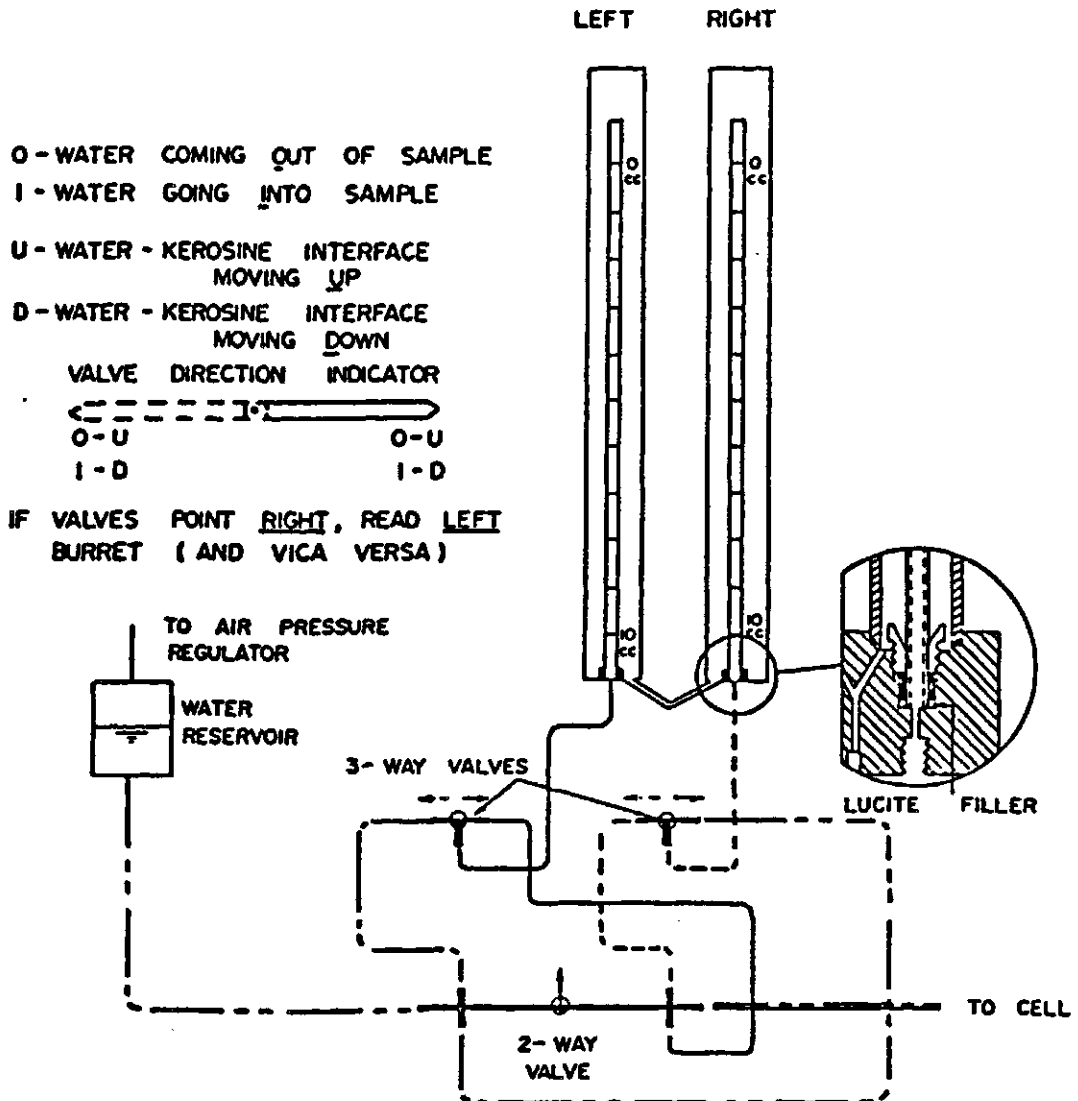 LEFT RIGHT
O - WATER COMING OUT OF SAMPLE
I - WATER GOING INTO SAMPLE
U - WATER - KEROSINE INTERFACE
MOVING UP
D - WATER - KEROSINE INTERFACE
MOVING DOWN
VALVE DIRECTION INDICATOR
O - U O - U
I - D I - D
IF VALVES POINT RIGHT, READ LEFT
BURRET (AND VICA VERSA)
O
CC
O
CC
10
CC
10
CC
TO AIR PRESSURE
REGULATOR
WATER
RESERVOIR
3- WAY VALVES
LUCITE FILLER
TO CELL
2- WAY
VALVE